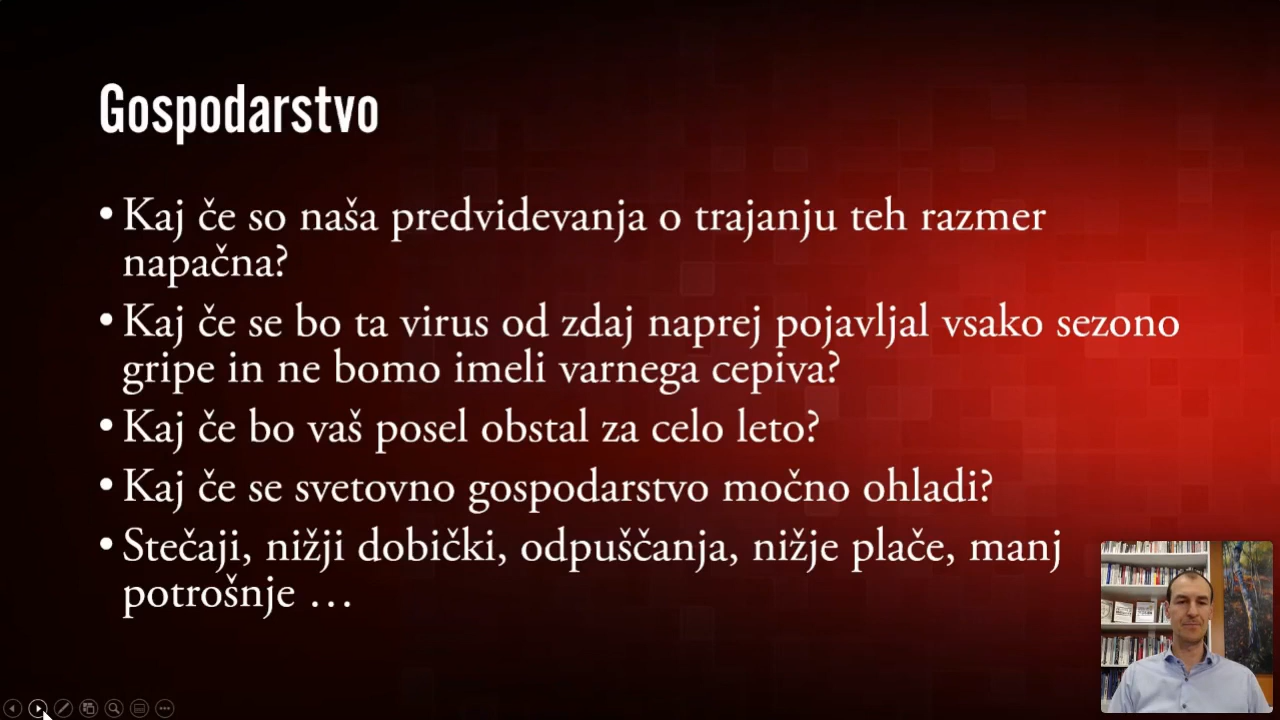 Gospodarstvo
• Kaj če so naša predvidevanja o trajanju teh razmer
napačna?
• Kaj če se bo ta virus od zdaj naprej pojavljal vsako sezono
gripe in ne bomo imeli varnega cepiva?
• Kaj če bo vaš posel obstal za celo leto?
• Kaj če se svetovno gospodarstvo močno ohladi?
• Stečaji, nižji dobički, odpuščanja, nižje plače, manj
potrošnje …